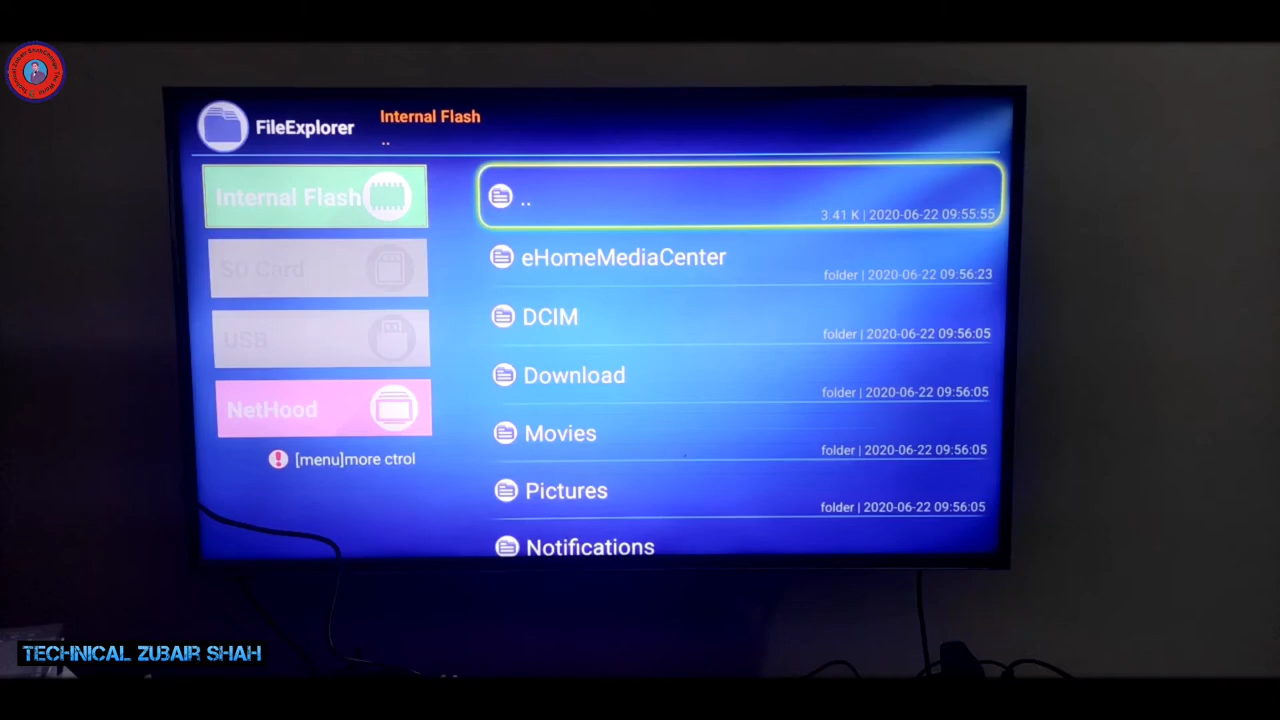 FileExplorer
Internal Flash
..
Internal Flash
SD Card
USB
NetHood
[menu]more ctrol
..
3.41 K | 2020-06-22 09:55:55
eHomeMediaCenter
folder | 2020-06-22 09:56:23
DCIM
folder | 2020-06-22 09:56:05
Download
folder | 2020-06-22 09:56:05
Movies
folder | 2020-06-22 09:56:05
Pictures
folder | 2020-06-22 09:56:05
Notifications
TECHNICAL ZUBAIR SHAH